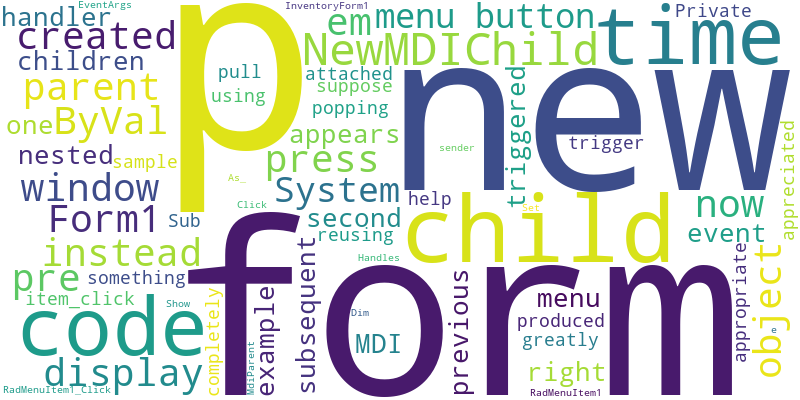 EventArgs
InventoryForm1
handler
created
p
em
menu button
time
Private
children
NewMDIChild
new
parent
pull
attached
using
suppose
popping
one
ByVal
appears
triggered
trigger
nested
sample
press
sender
appreciated
window
As_
System
help
Form1
Sub
Click
second
child
Set
now
event
instead
reusing
pre
something
form
subsequent
Handles
previous
appropriate
object
item_click
completely
example
Dim
MDI
menu
produced
code
Show
MdiParent
greatly
e
display
right
RadMenuItem1_Click
RadMenuItem1